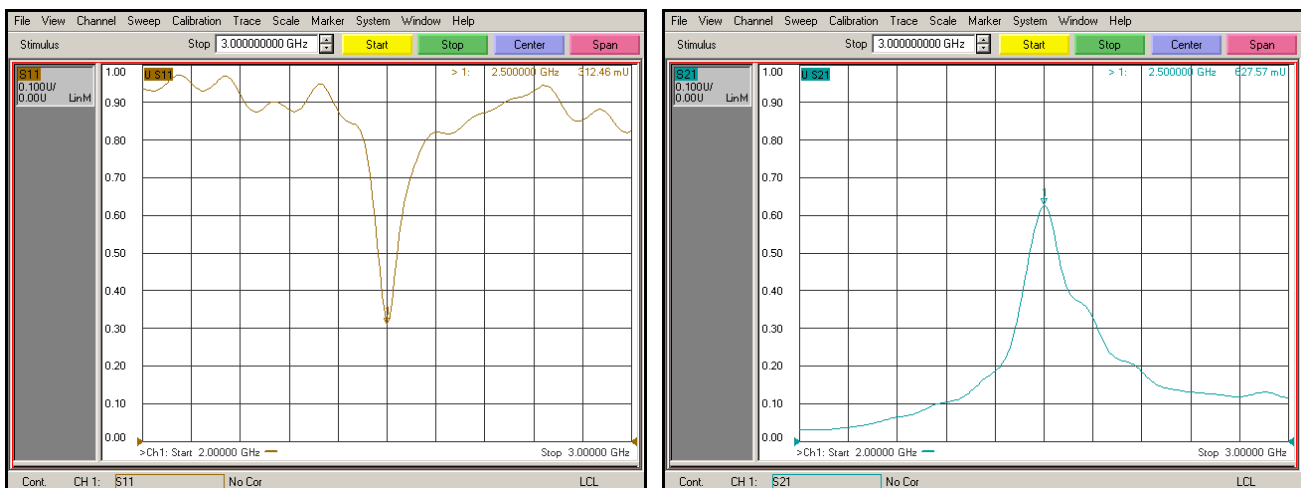 File View Channel Sweep Calibration Trace Scale Marker System Window Help
Stimulus Stop 3.000000000 GHz Start Stop Center Span
S11
0.100U/
0.00U LinM
U S11
> 1: 2.500000 GHz 312.46 mU
1.00
0.90
0.80
0.70
0.60
0.50
0.40
0.30
0.20
0.10
0.00
1
>Ch1: Start 2.00000 GHz Stop 3.00000 GHz
Cont. CH 1: S11 No Cor LCL
File View Channel Sweep Calibration Trace Scale Marker System Window Help
Stimulus Stop 3.000000000 GHz Start Stop Center Span
S21
0.100U/
0.00U LinM
U S21
> 1: 2.500000 GHz 627.57 mU
1.00
0.90
0.80
0.70
0.60
0.50
0.40
0.30
0.20
0.10
0.00
1
>Ch1: Start 2.00000 GHz Stop 3.00000 GHz
Cont. CH 1: S21 No Cor LCL